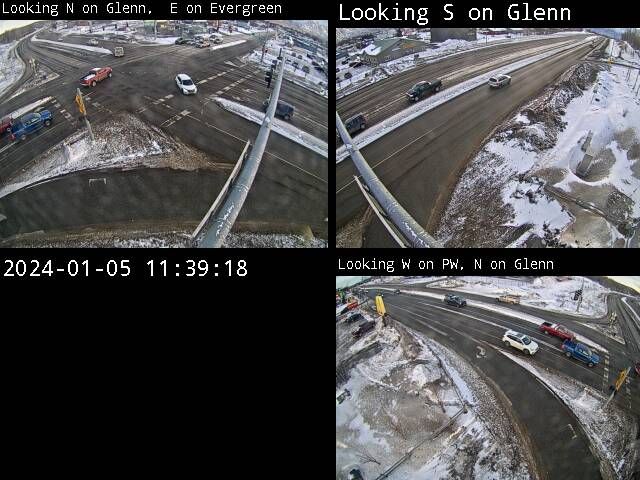 Looking N on Glenn,  E on Evergreen
Looking S on Glenn
2024-01-05 11:39:18
Looking W on PW, N on Glenn